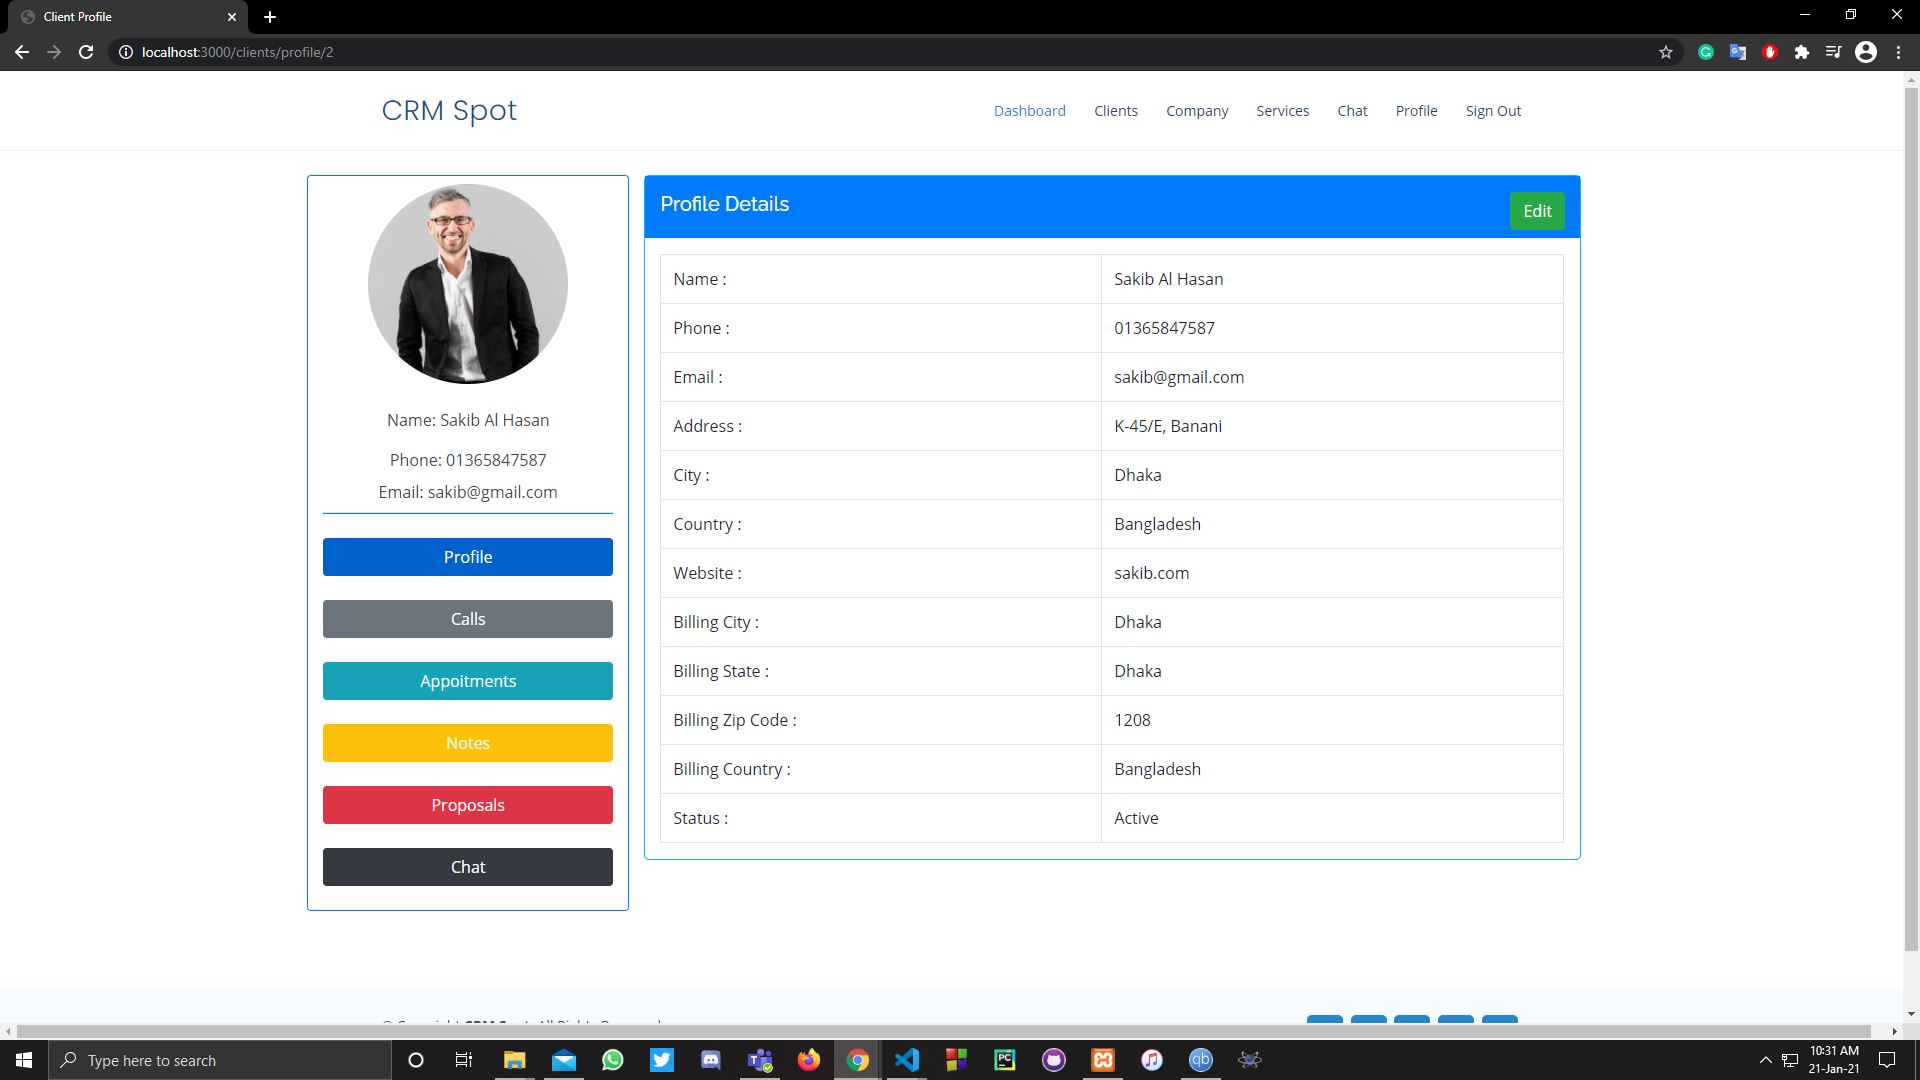 Client Profile
localhost:3000/clients/profile/2
CRM Spot
Dashboard Clients Company Services Chat Profile Sign Out
Name: Sakib Al Hasan
Phone: 01365847587
Email: sakib@gmail.com
Profile
Calls
Appoitments
Notes
Proposals
Chat
Profile Details
Edit
Name : Sakib Al Hasan
Phone : 01365847587
Email : sakib@gmail.com
Address : K-45/E, Banani
City : Dhaka
Country : Bangladesh
Website : sakib.com
Billing City : Dhaka
Billing State : Dhaka
Billing Zip Code : 1208
Billing Country : Bangladesh
Status : Active
Type here to search
10:31 AM
21-Jan-21